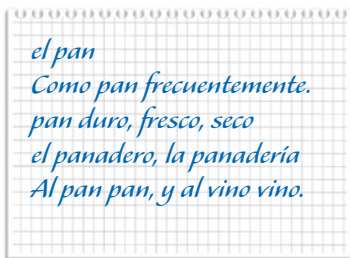 el pan
Como pan frecuentemente.
pan duro, fresco, seco
el panadero, la panadería
Al pan pan, y al vino vino.